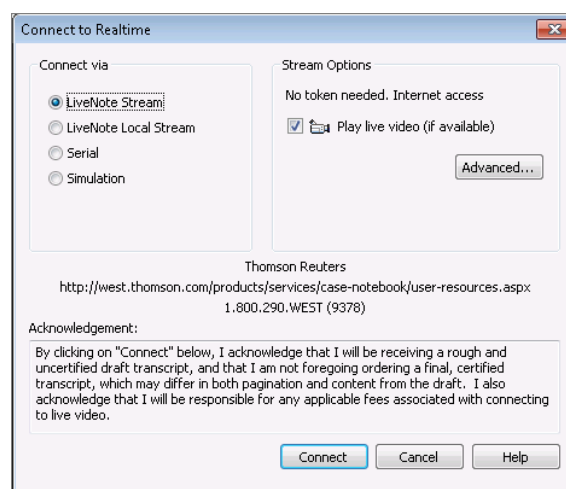 Connect to Realtime
Connect via
LiveNote Stream
LiveNote Local Stream
Serial
Simulation
Stream Options
No token needed. Internet access
Play live video (if available)
Advanced...
Thomson Reuters
http://west.thomson.com/products/services/case-notebook/user-resources.aspx
1.800.290.WEST (9378)
Acknowledgement:
By clicking on "Connect" below, I acknowledge that I will be receiving a rough and
uncertified draft transcript, and that I am not foregoing ordering a final, certified
transcript, which may differ in both pagination and content from the draft.  I also
acknowledge that I will be responsible for any applicable fees associated with connecting
to live video.
Connect
Cancel
Help